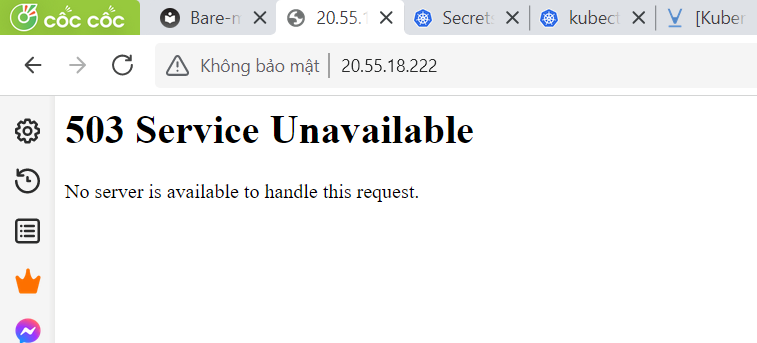 cốc cốc
Bare-m
20.55.1
Secrets
kubect
[Kuber
Không bảo mật
20.55.18.222
503 Service Unavailable
No server is available to handle this request.